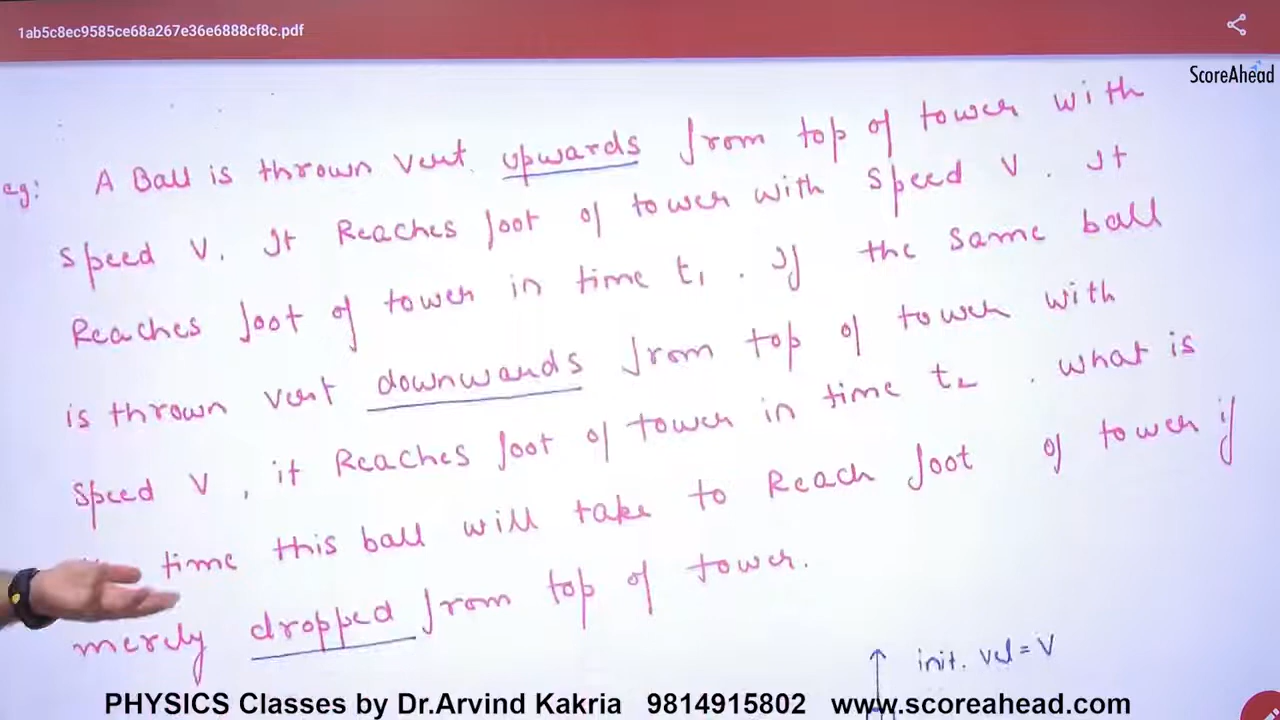 1ab5c8ec9585ce68a267e36e6888cf8c.pdf
ScoreAhead
eg: A Ball is thrown vert. upwards from top of tower with
speed V. It Reaches foot of tower with speed V. It
Reaches foot of tower in time t₁. If the same ball
is thrown vert downwards from top of tower with
speed V, it Reaches foot of tower in time t₂. What is
time this ball will take to Reach foot of tower if
merely dropped from top of tower.
init. vel = V
PHYSICS Classes by Dr.Arvind Kakria 9814915802 www.scoreahead.com